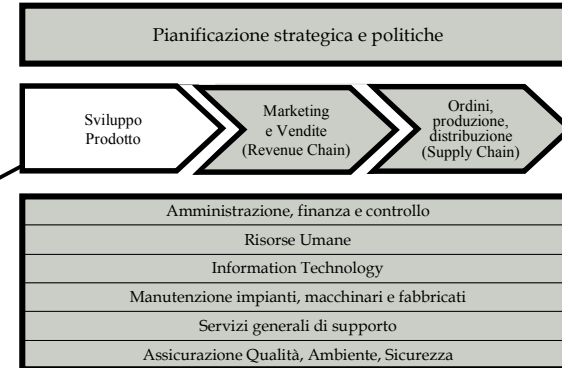 Pianificazione strategica e politiche
Sviluppo
Prodotto
Marketing
e Vendite
(Revenue Chain)
Ordini,
produzione,
distribuzione
(Supply Chain)
Amministrazione, finanza e controllo
Risorse Umane
Information Technology
Manutenzione impianti, macchinari e fabbricati
Servizi generali di supporto
Assicurazione Qualità, Ambiente, Sicurezza